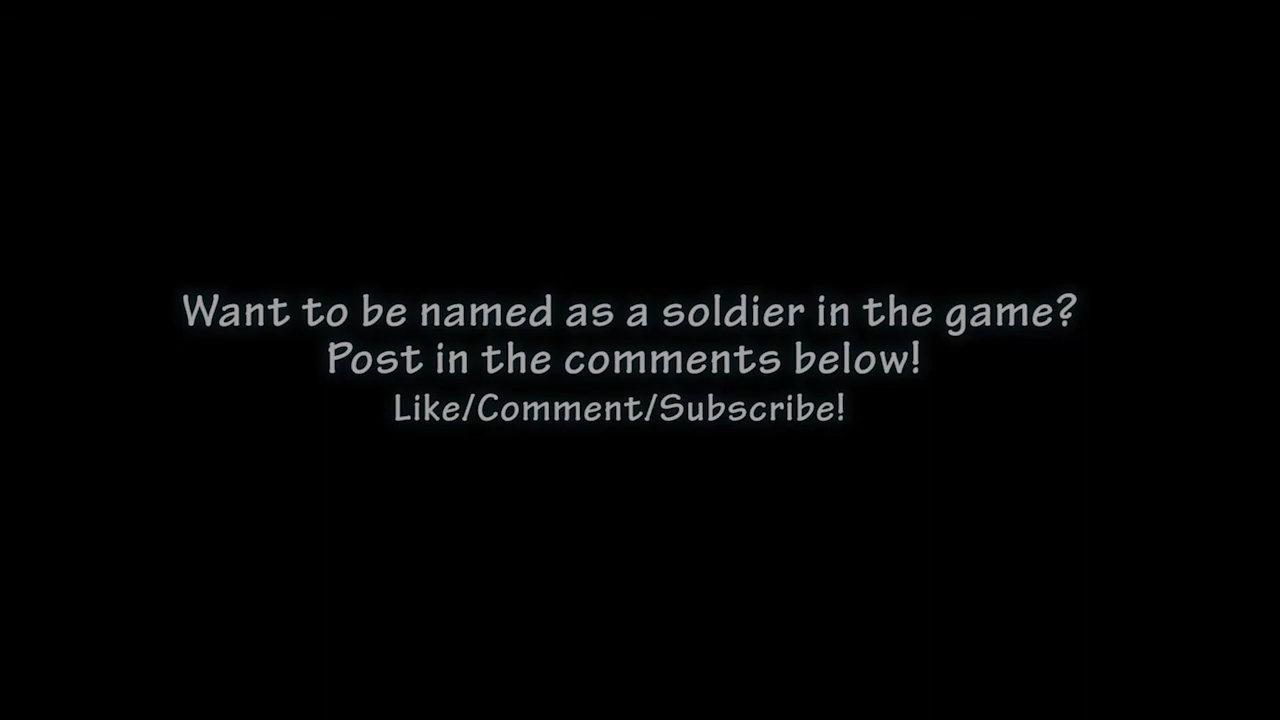 Want to be named as a soldier in the game?
Post in the comments below!
Like/Comment/Subscribe!